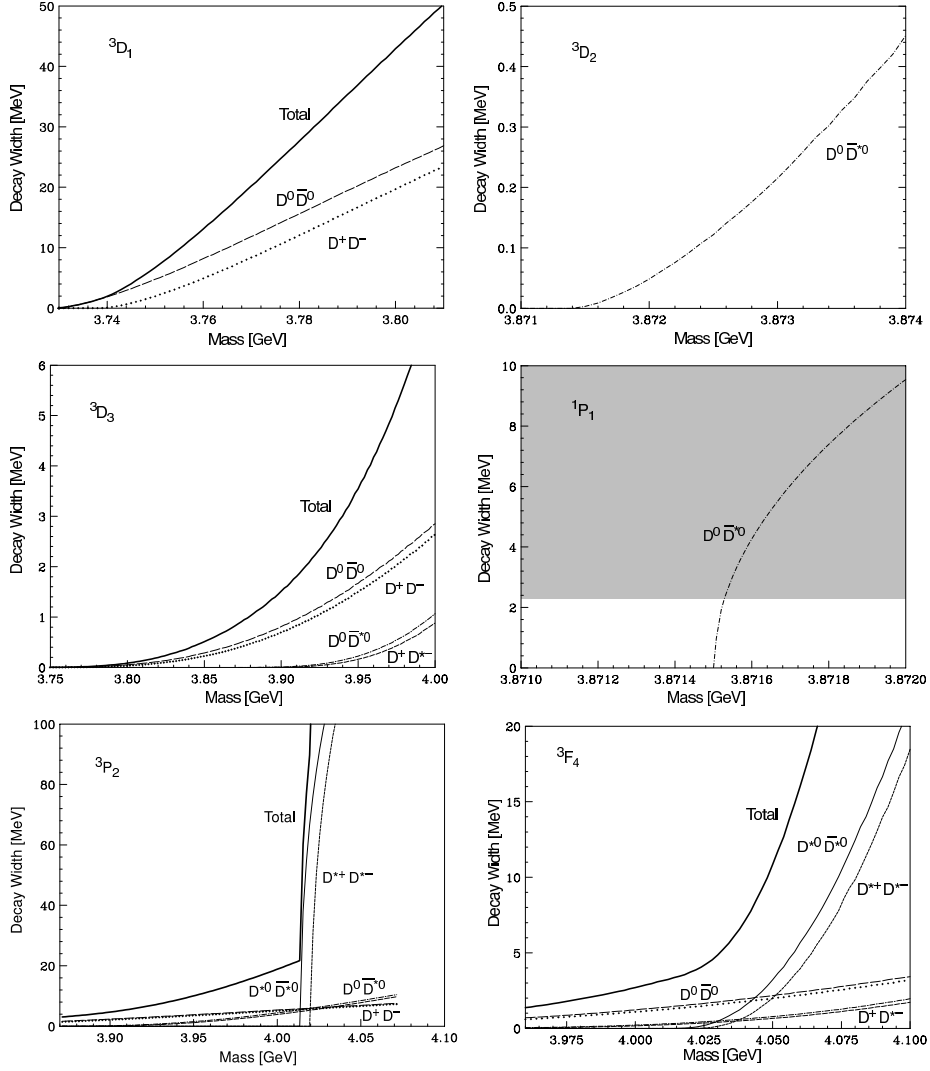 50
40
30
20
10
0
3.74
3.76
3.78
3.80
Decay Width [MeV]
Mass [GeV]
³D₁
Total
D⁰D̅⁰
D⁺D⁻
0.5
0.4
0.3
0.2
0.1
0.0
3.871
3.872
3.873
3.874
Decay Width [MeV]
Mass [GeV]
³D₂
D⁰D̅*⁰
6
5
4
3
2
1
0
3.75
3.80
3.85
3.90
3.95
4.00
Decay Width [MeV]
Mass [GeV]
³D₃
Total
D⁰D̅⁰
D⁺D⁻
D⁰D̅*⁰
D⁺D*⁻
10
8
6
4
2
0
3.8710
3.8712
3.8714
3.8716
3.8718
3.8720
Decay Width [MeV]
Mass [GeV]
¹P₁
D⁰D̅*⁰
100
80
60
40
20
0
3.90
3.95
4.00
4.05
4.10
Decay Width [MeV]
Mass [GeV]
³P₂
Total
D*⁺D*⁻
D*⁰D̅*⁰
D⁰D̅*⁰
D⁺D⁻
20
15
10
5
0
3.975
4.000
4.025
4.050
4.075
4.100
Decay Width [MeV]
Mass [GeV]
³F₄
Total
D*⁰D̅*⁰
D*⁺D*⁻
D⁰D̅⁰
D⁺D*⁻